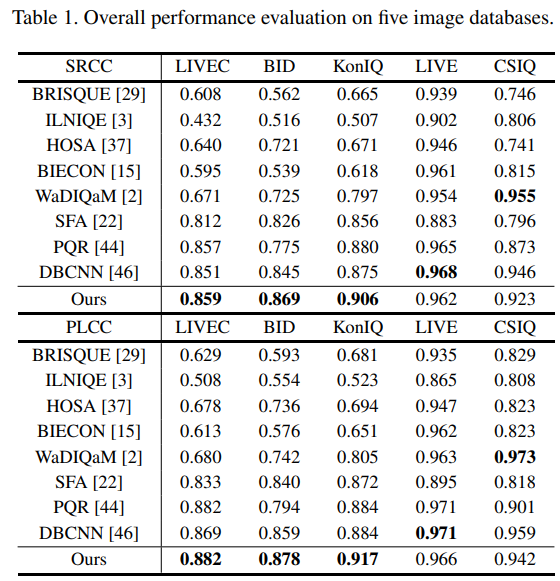 Table 1. Overall performance evaluation on five image databases.
SRCC LIVEC BID KonIQ LIVE CSIQ
BRISQUE [29] 0.608 0.562 0.665 0.939 0.746
ILNIQE [3] 0.432 0.516 0.507 0.902 0.806
HOSA [37] 0.640 0.721 0.671 0.946 0.741
BIECON [15] 0.595 0.539 0.618 0.961 0.815
WaDIQaM [2] 0.671 0.725 0.797 0.954 0.955
SFA [22] 0.812 0.826 0.856 0.883 0.796
PQR [44] 0.857 0.775 0.880 0.965 0.873
DBCNN [46] 0.851 0.845 0.875 0.968 0.946
Ours 0.859 0.869 0.906 0.962 0.923
PLCC LIVEC BID KonIQ LIVE CSIQ
BRISQUE [29] 0.629 0.593 0.681 0.935 0.829
ILNIQE [3] 0.508 0.554 0.523 0.865 0.808
HOSA [37] 0.678 0.736 0.694 0.947 0.823
BIECON [15] 0.613 0.576 0.651 0.962 0.823
WaDIQaM [2] 0.680 0.742 0.805 0.963 0.973
SFA [22] 0.833 0.840 0.872 0.895 0.818
PQR [44] 0.882 0.794 0.884 0.971 0.901
DBCNN [46] 0.869 0.859 0.884 0.971 0.959
Ours 0.882 0.878 0.917 0.966 0.942